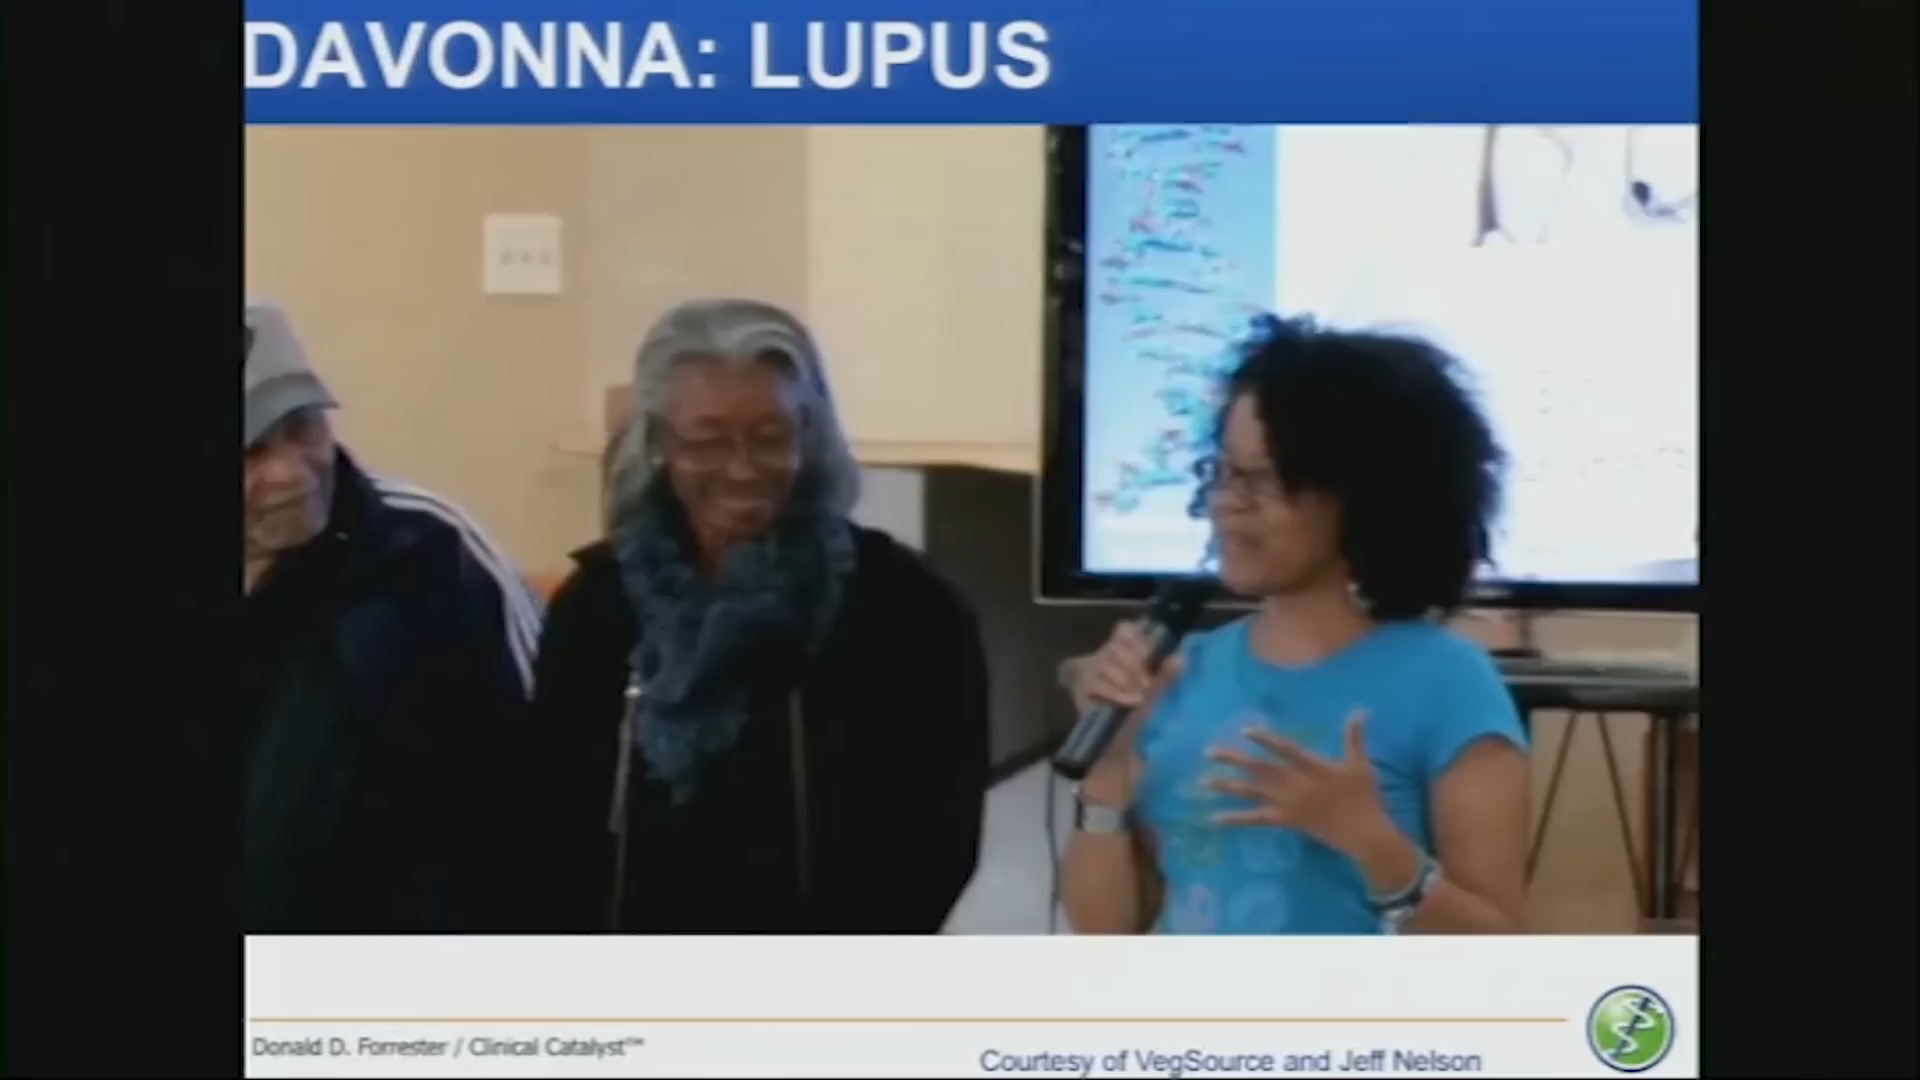 DAVONNA: LUPUS
Donald D. Forrester / Clinical Catalyst™
Courtesy of VegSource and Jeff Nelson